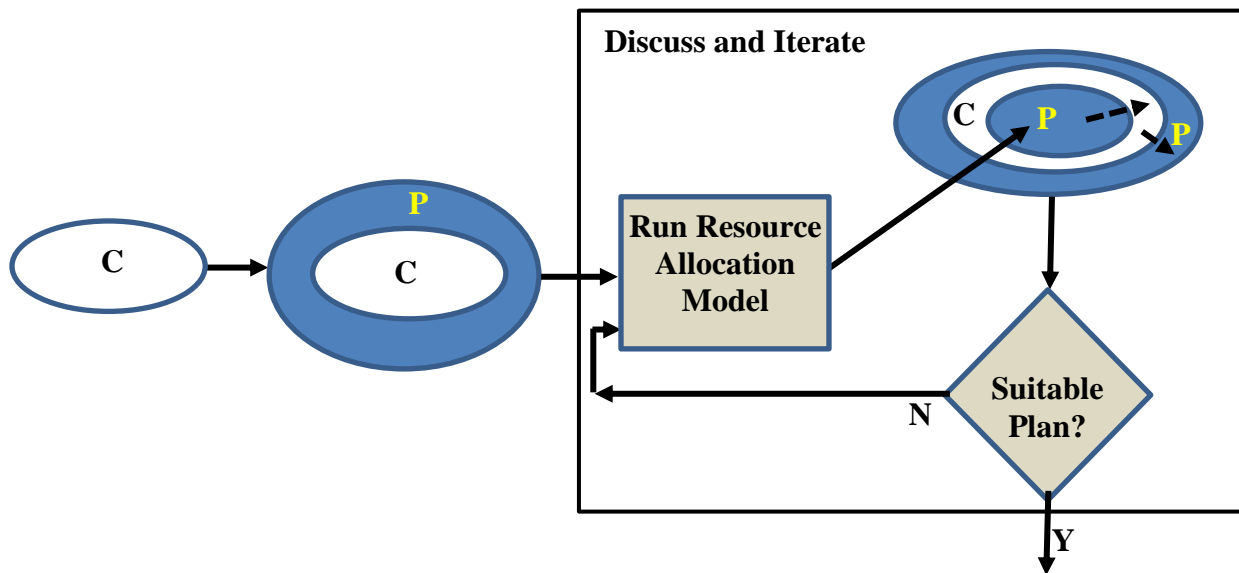 Discuss and Iterate
C
P
P
P
C
C
Run Resource
Allocation
Model
Suitable
Plan?
N
Y